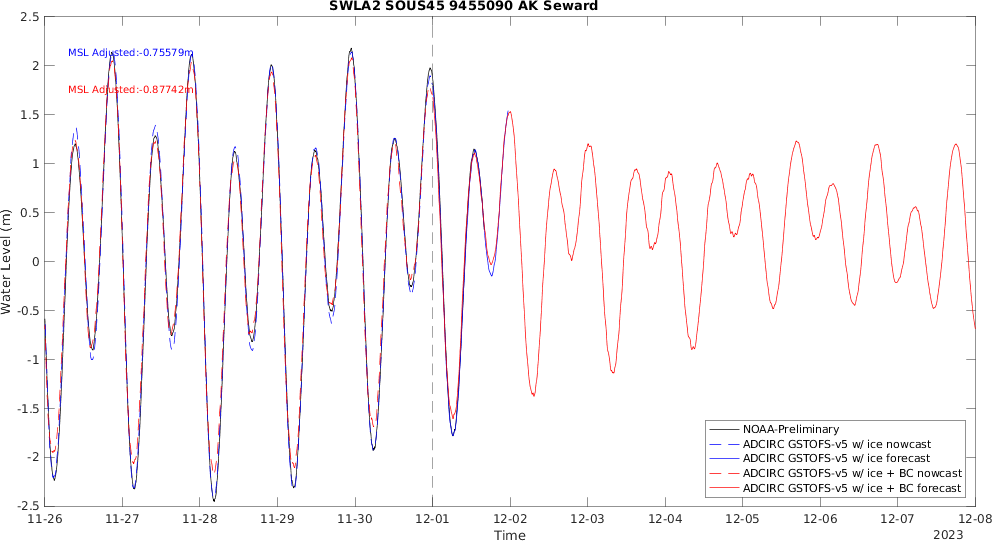 SWLA2 SOUS45 9455090 AK Seward
MSL Adjusted:-0.75579m
MSL Adjusted:-0.87742m
2.5
2
1.5
1
0.5
0
-0.5
-1
-1.5
-2
-2.5
Water Level (m)
NOAA-Preliminary
ADCIRC GSTOFS-v5 w/ ice nowcast
ADCIRC GSTOFS-v5 w/ ice forecast
ADCIRC GSTOFS-v5 w/ ice + BC nowcast
ADCIRC GSTOFS-v5 w/ ice + BC forecast
11-26 11-27 11-28 11-29 11-30 12-01 12-02 12-03 12-04 12-05 12-06 12-07 12-08
Time
2023